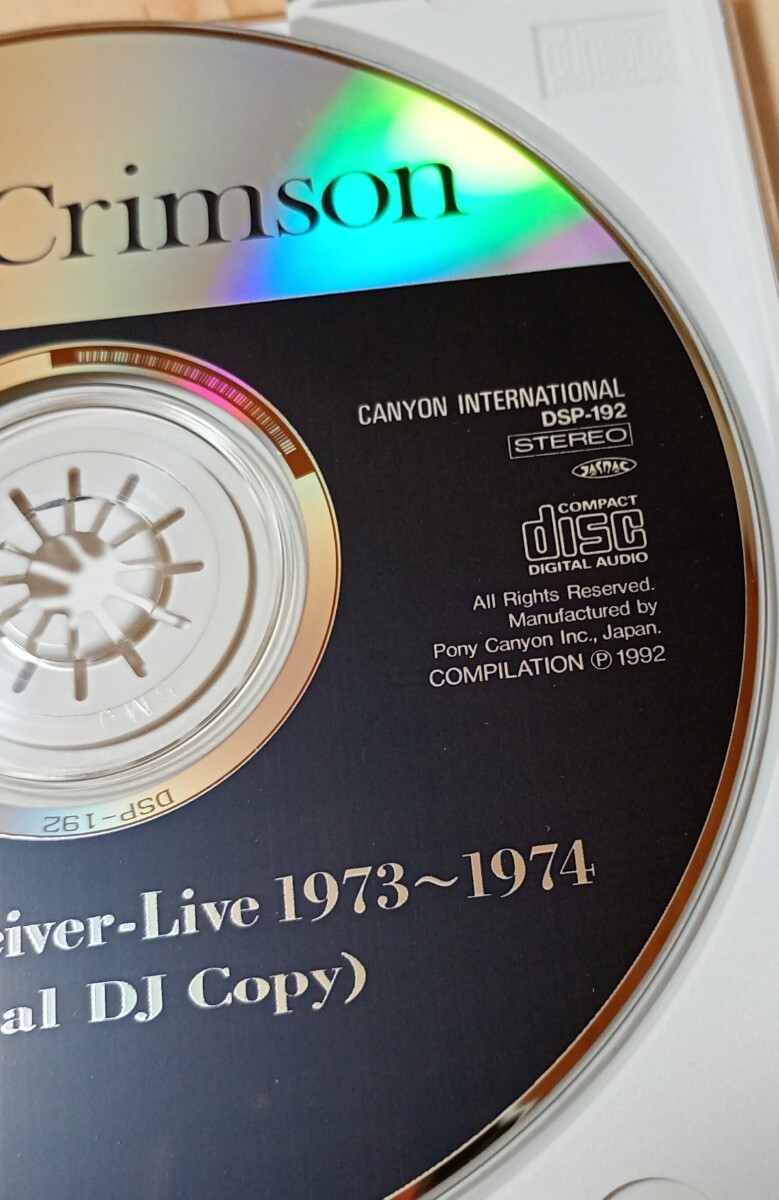 Crimson
CANYON INTERNATIONAL
DSP-192
STEREO
JASRAC
COMPACT
disc
DIGITAL AUDIO
All Rights Reserved.
Manufactured by
Pony Canyon Inc., Japan.
COMPILATION Ⓟ 1992
DSP-192
eiver-Live 1973~1974
al DJ Copy)